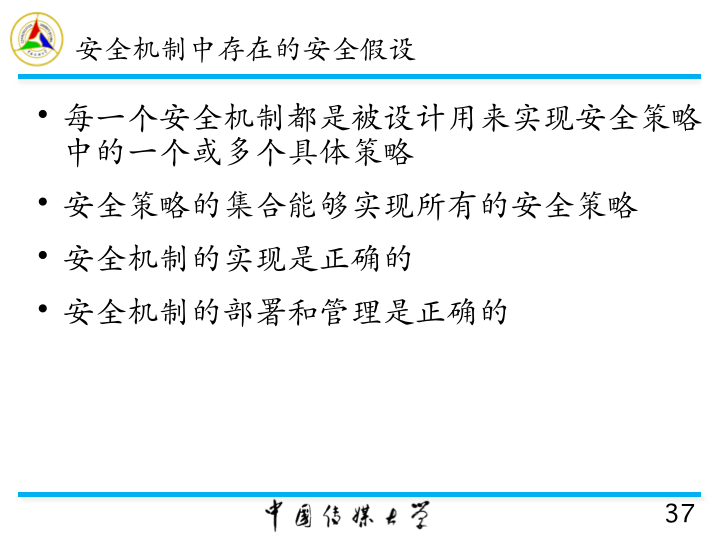 安全机制中存在的安全假设
• 每一个安全机制都是被设计用来实现安全策略
中的一个或多个具体策略
• 安全策略的集合能够实现所有的安全策略
• 安全机制的实现是正确的
• 安全机制的部署和管理是正确的
中国传媒大学
37